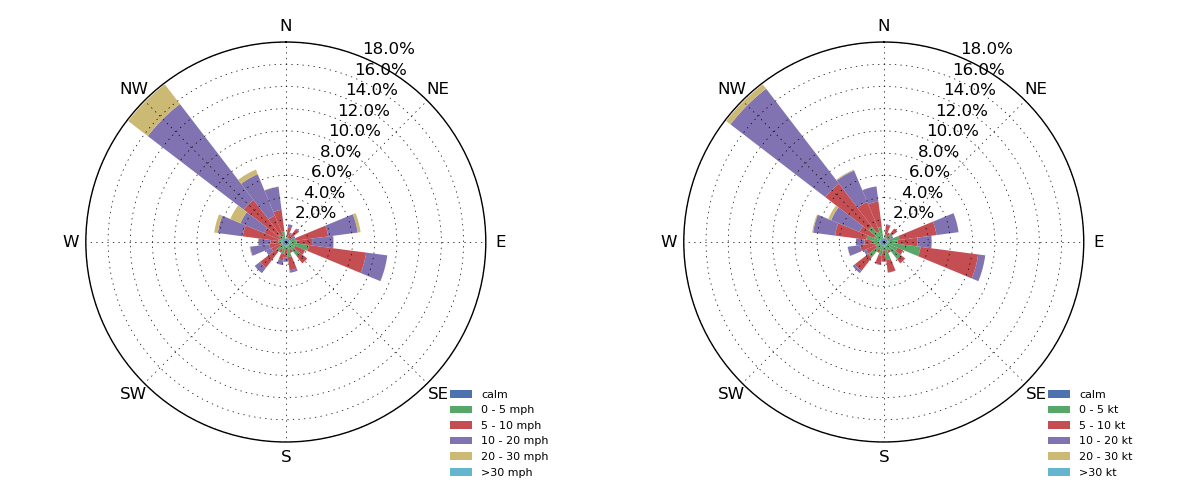 N
18.0%
16.0%
NW
14.0%
NE
12.0%
10.0%
8.0%
6.0%
4.0%
2.0%
W
E
SW
SE
S
calm
0 - 5 mph
5 - 10 mph
10 - 20 mph
20 - 30 mph
>30 mph
N
18.0%
16.0%
NW
14.0%
NE
12.0%
10.0%
8.0%
6.0%
4.0%
2.0%
W
E
SW
SE
S
calm
0 - 5 kt
5 - 10 kt
10 - 20 kt
20 - 30 kt
>30 kt